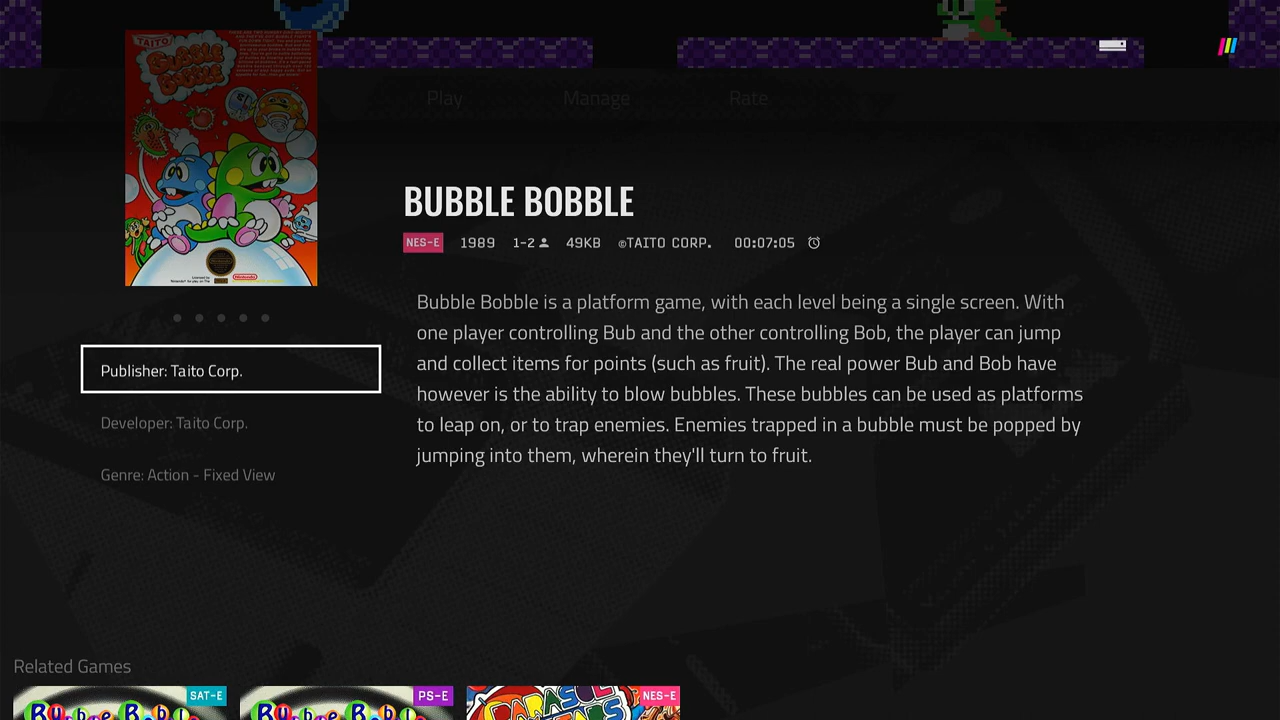 TAITO
BUBBLE
BOBBLE
Play
Manage
Rate
BUBBLE BOBBLE
NES-E 1989 1-2 49KB ©TAITO CORP. 00:07:05
Bubble Bobble is a platform game, with each level being a single screen. With
one player controlling Bub and the other controlling Bob, the player can jump
and collect items for points (such as fruit). The real power Bub and Bob have
however is the ability to blow bubbles. These bubbles can be used as platforms
to leap on, or to trap enemies. Enemies trapped in a bubble must be popped by
jumping into them, wherein they'll turn to fruit.
Publisher: Taito Corp.
Developer: Taito Corp.
Genre: Action - Fixed View
Related Games
SAT-E
PS-E
NES-E
PARASOL